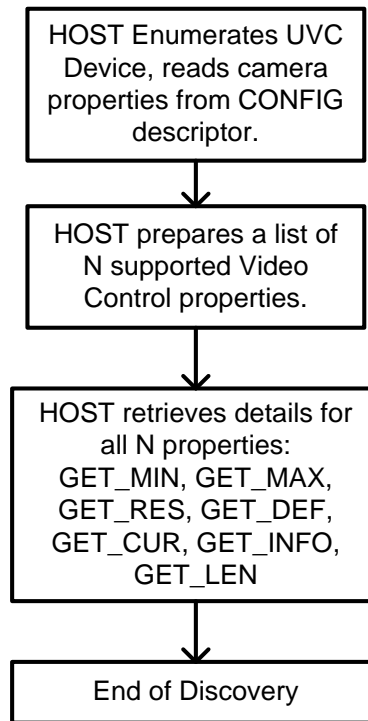 HOST Enumerates UVC
Device, reads camera
properties from CONFIG
descriptor.
HOST prepares a list of
N supported Video
Control properties.
HOST retrieves details for
all N properties:
GET_MIN, GET_MAX,
GET_RES, GET_DEF,
GET_CUR, GET_INFO,
GET_LEN
End of Discovery